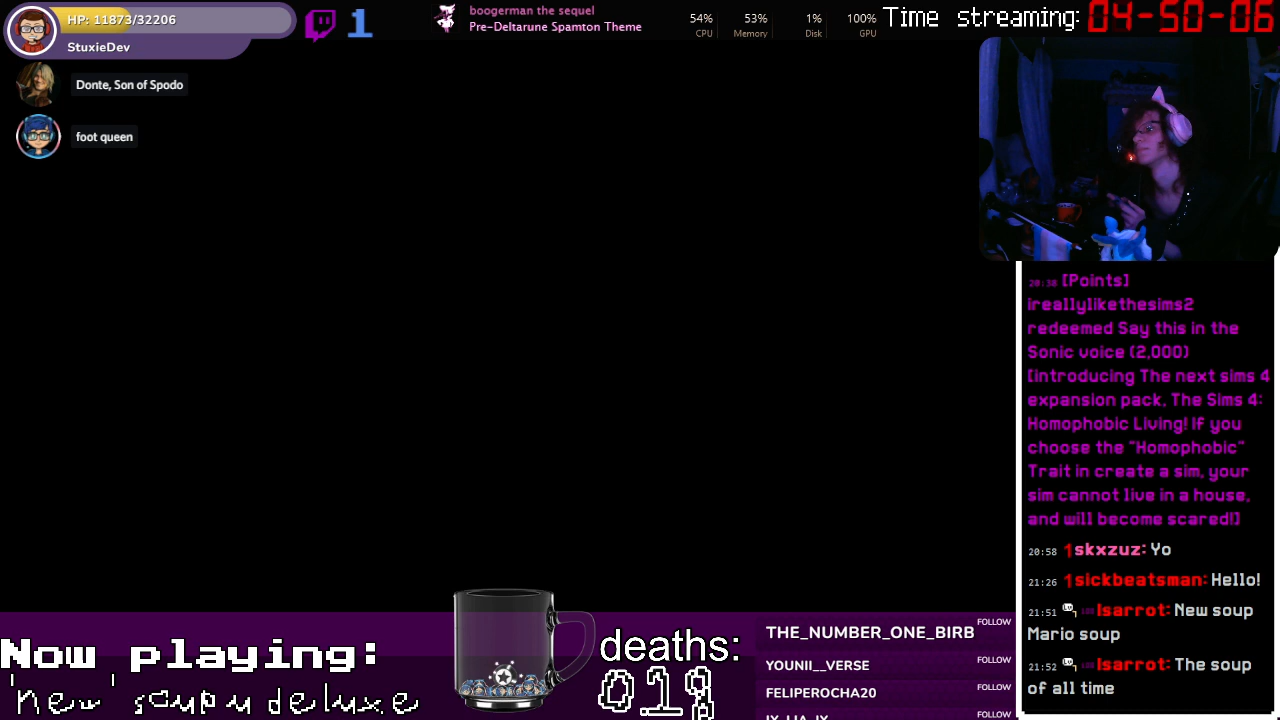 HP: 11873/32206
StuxieDev
1
boogerman the sequel
Pre-Deltarune Spamton Theme
54%
CPU
53%
Memory
1%
Disk
100%
GPU
Time streaming:
04-50-06
Donte, Son of Spodo
foot queen
20:38 [Points]
ireallylikethesims2
redeemed Say this in the
Sonic voice (2,000)
[Introducing The next sims 4
expansion pack, The Sims 4:
Homophobic Living! If you
choose the "Homophobic"
Trait in create a sim, your
sim cannot live in a house,
and will become scared!]
20:58 skxzuz: Yo
21:26 sickbeatsman: Hello!
21:51 lsarrot: New soup
Mario soup
21:52 lsarrot: The soup
of all time
Now playing:
'new' soup u deluxe
deaths:
018
THE_NUMBER_ONE_BIRB FOLLOW
YOUNII__VERSE FOLLOW
FELIPEROCHA20 FOLLOW
FOLLOW